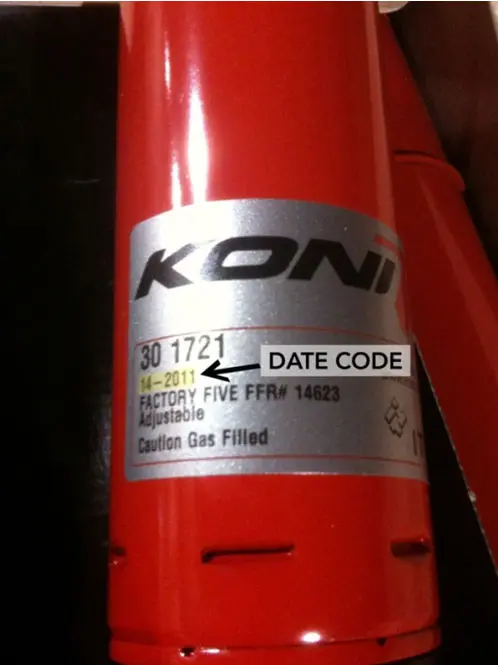 KONI
30 1721
14-2011
DATE CODE
FACTORY FIVE FFR# 14623
Adjustable
Caution Gas Filled